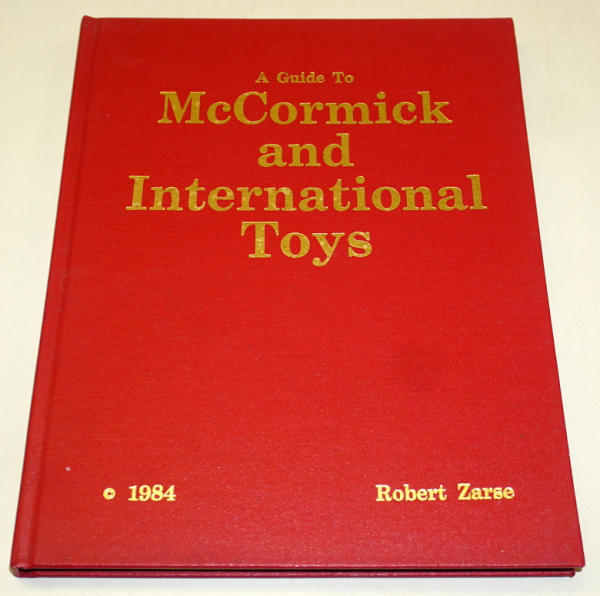 A Guide To
McCormick
and
International
Toys
© 1984 Robert Zarse